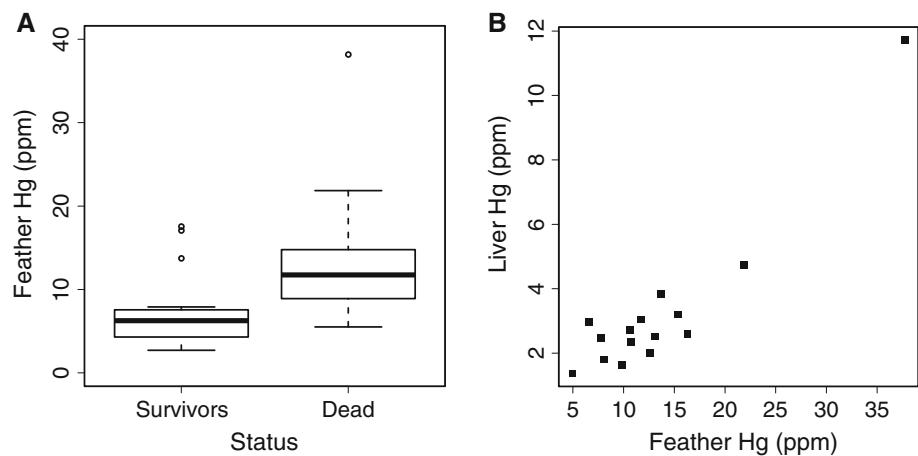 A
Feather Hg (ppm)
40
30
20
10
0
Survivors Dead
Status
B
Liver Hg (ppm)
12
10
8
6
4
2
5 10 15 20 25 30 35
Feather Hg (ppm)